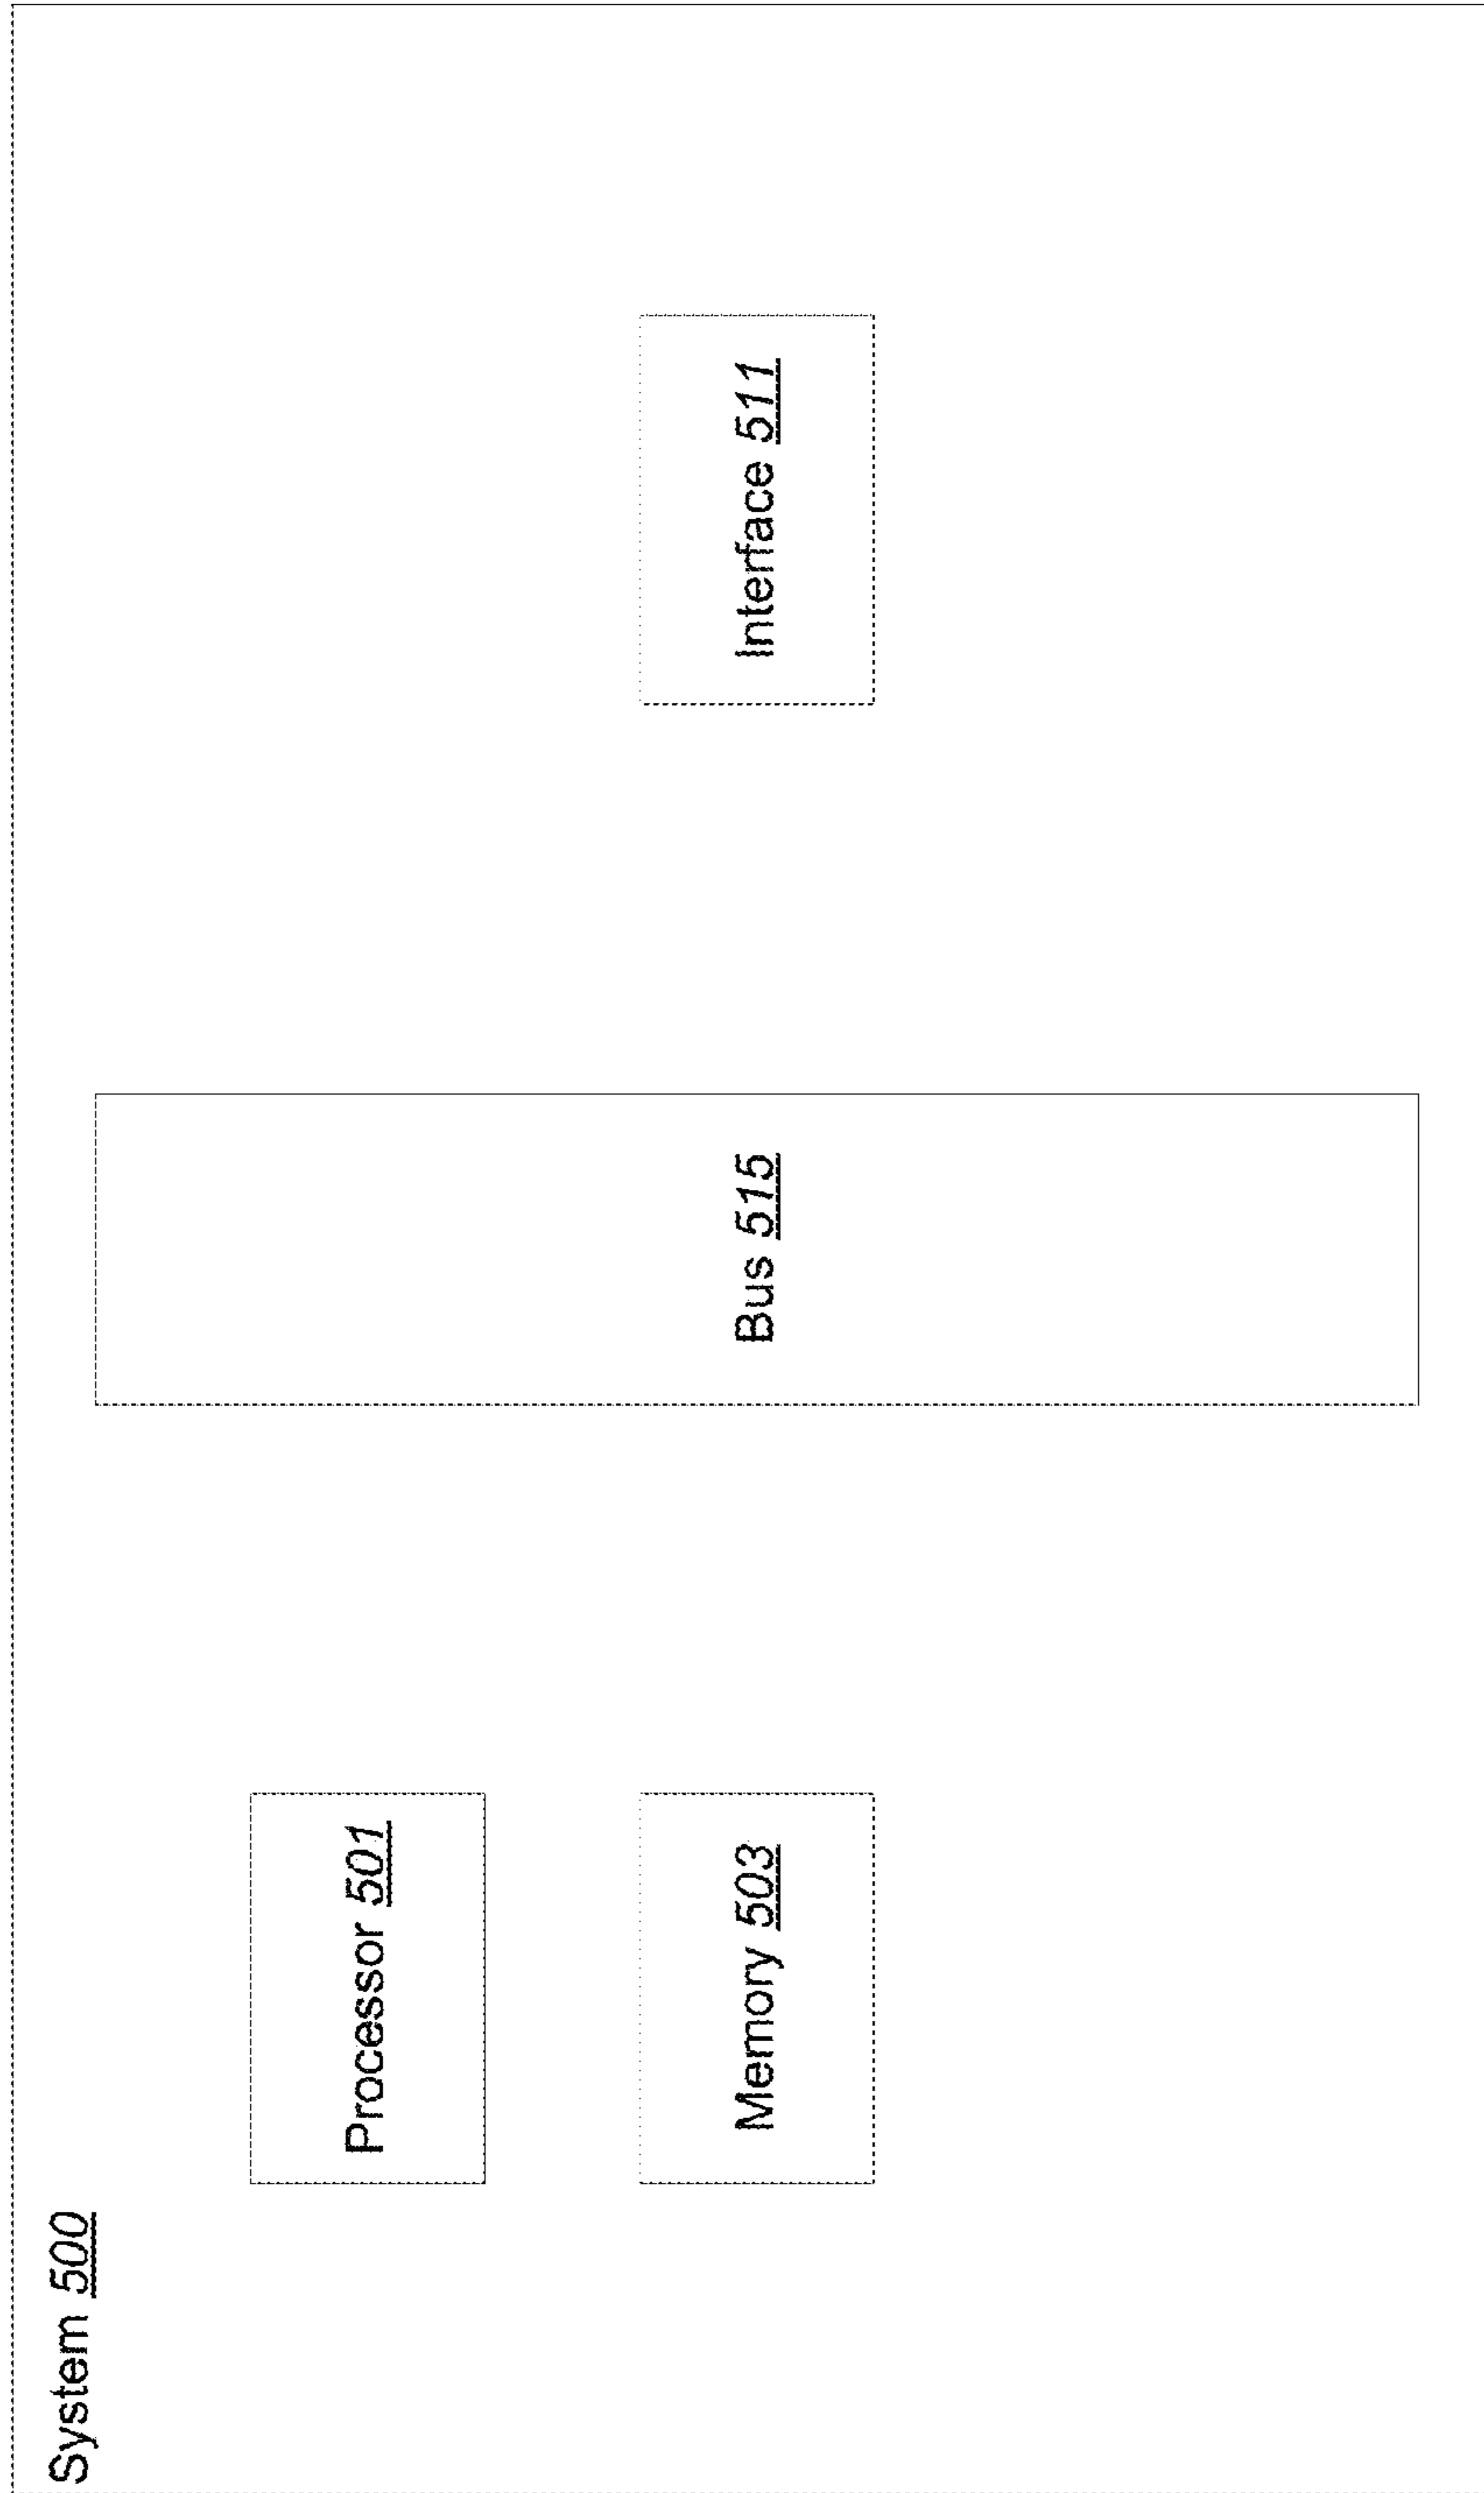 System 500
Processor 501
Memory 503
Bus 515
Interface 511